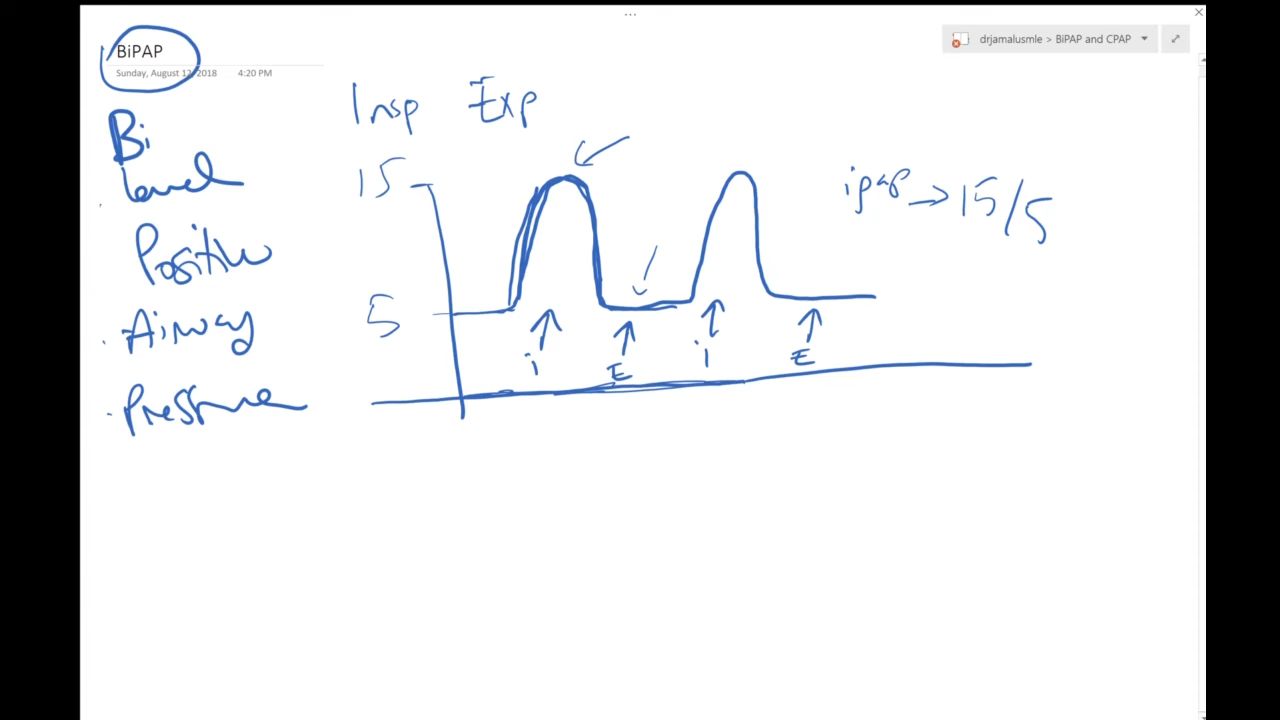 BiPAP
Sunday, August 12, 2018 4:20 PM
drjamalusmle > BiPAP and CPAP
Bi
level
Positive
Airway
Pressure
Insp Exp
15
5
i E i E
ipap → 15/5